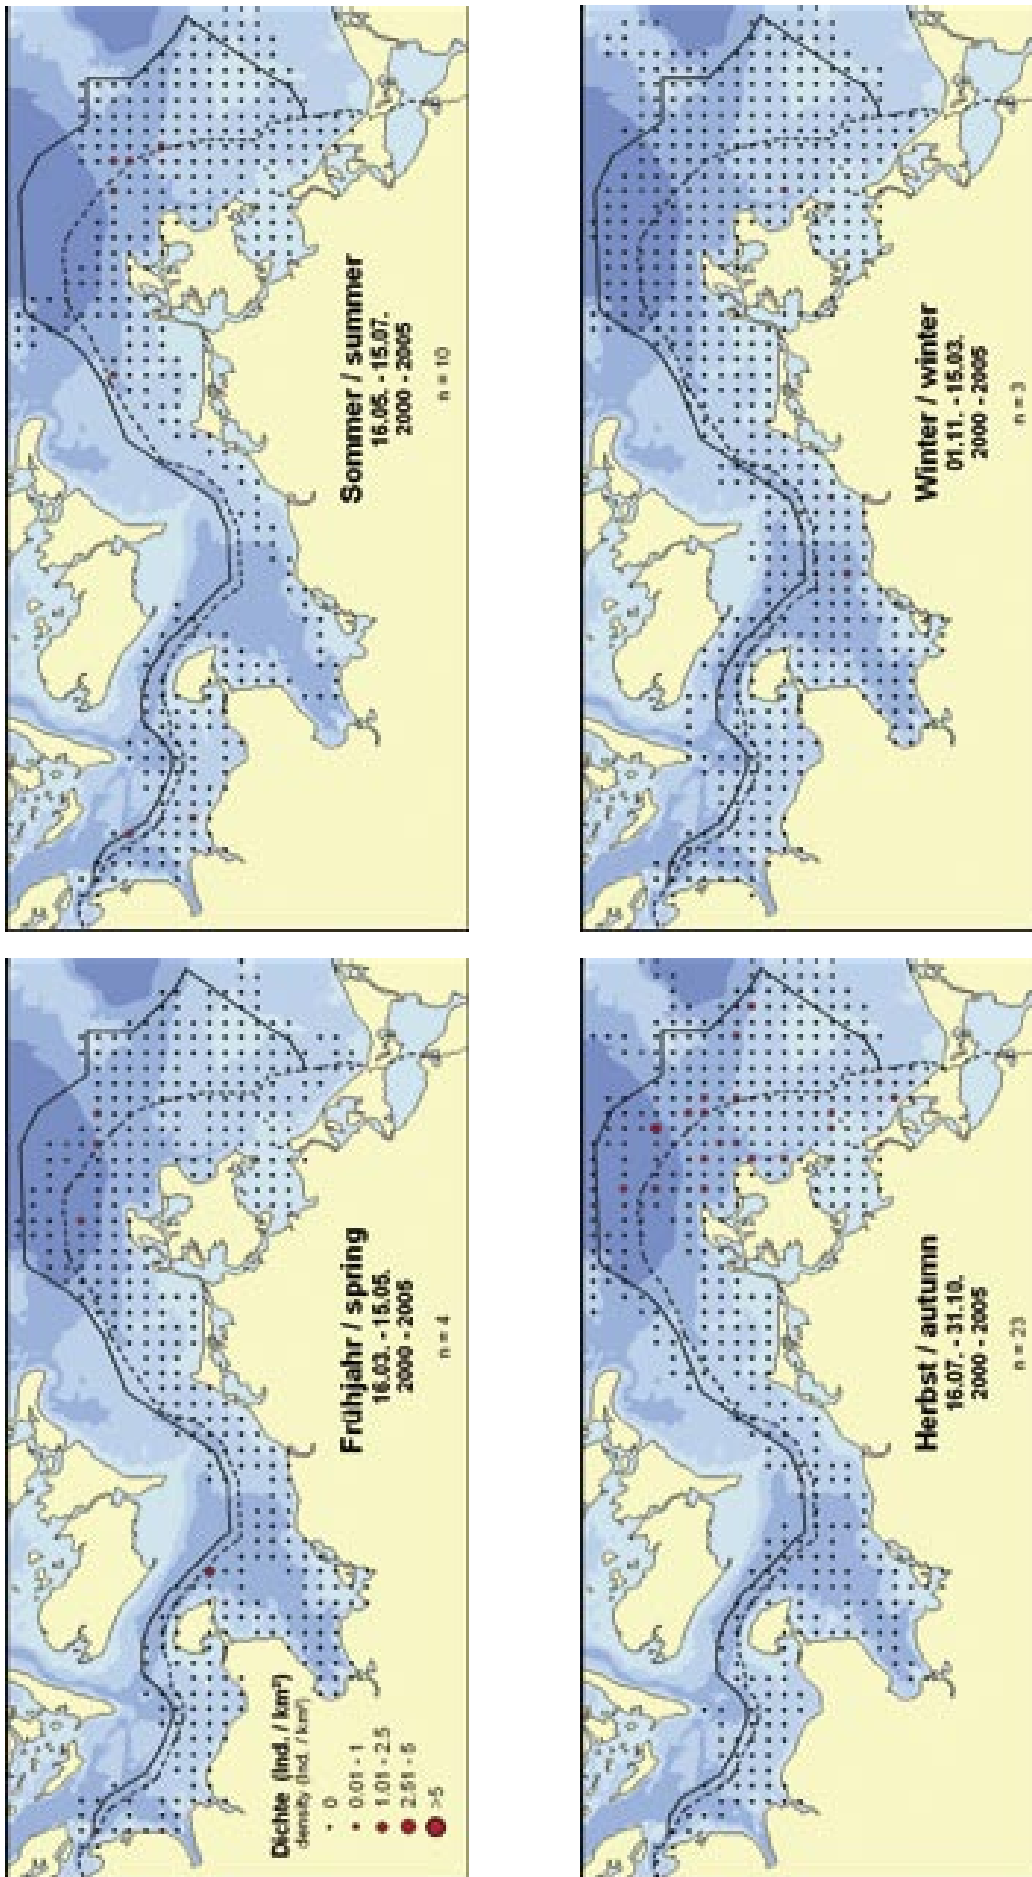 Frühjahr / spring
16.03. - 15.05.
2000 - 2005
n = 4
Dichte (Ind. / km²)
density (Ind. / km²)
0
0.01 - 1
1.01 - 2.5
2.51 - 5
>5
Sommer / summer
16.05. - 15.07.
2000 - 2005
n = 10
Herbst / autumn
16.07. - 31.10.
2000 - 2005
n = 23
Winter / winter
01.11. - 15.03.
2000 - 2005
n = 3